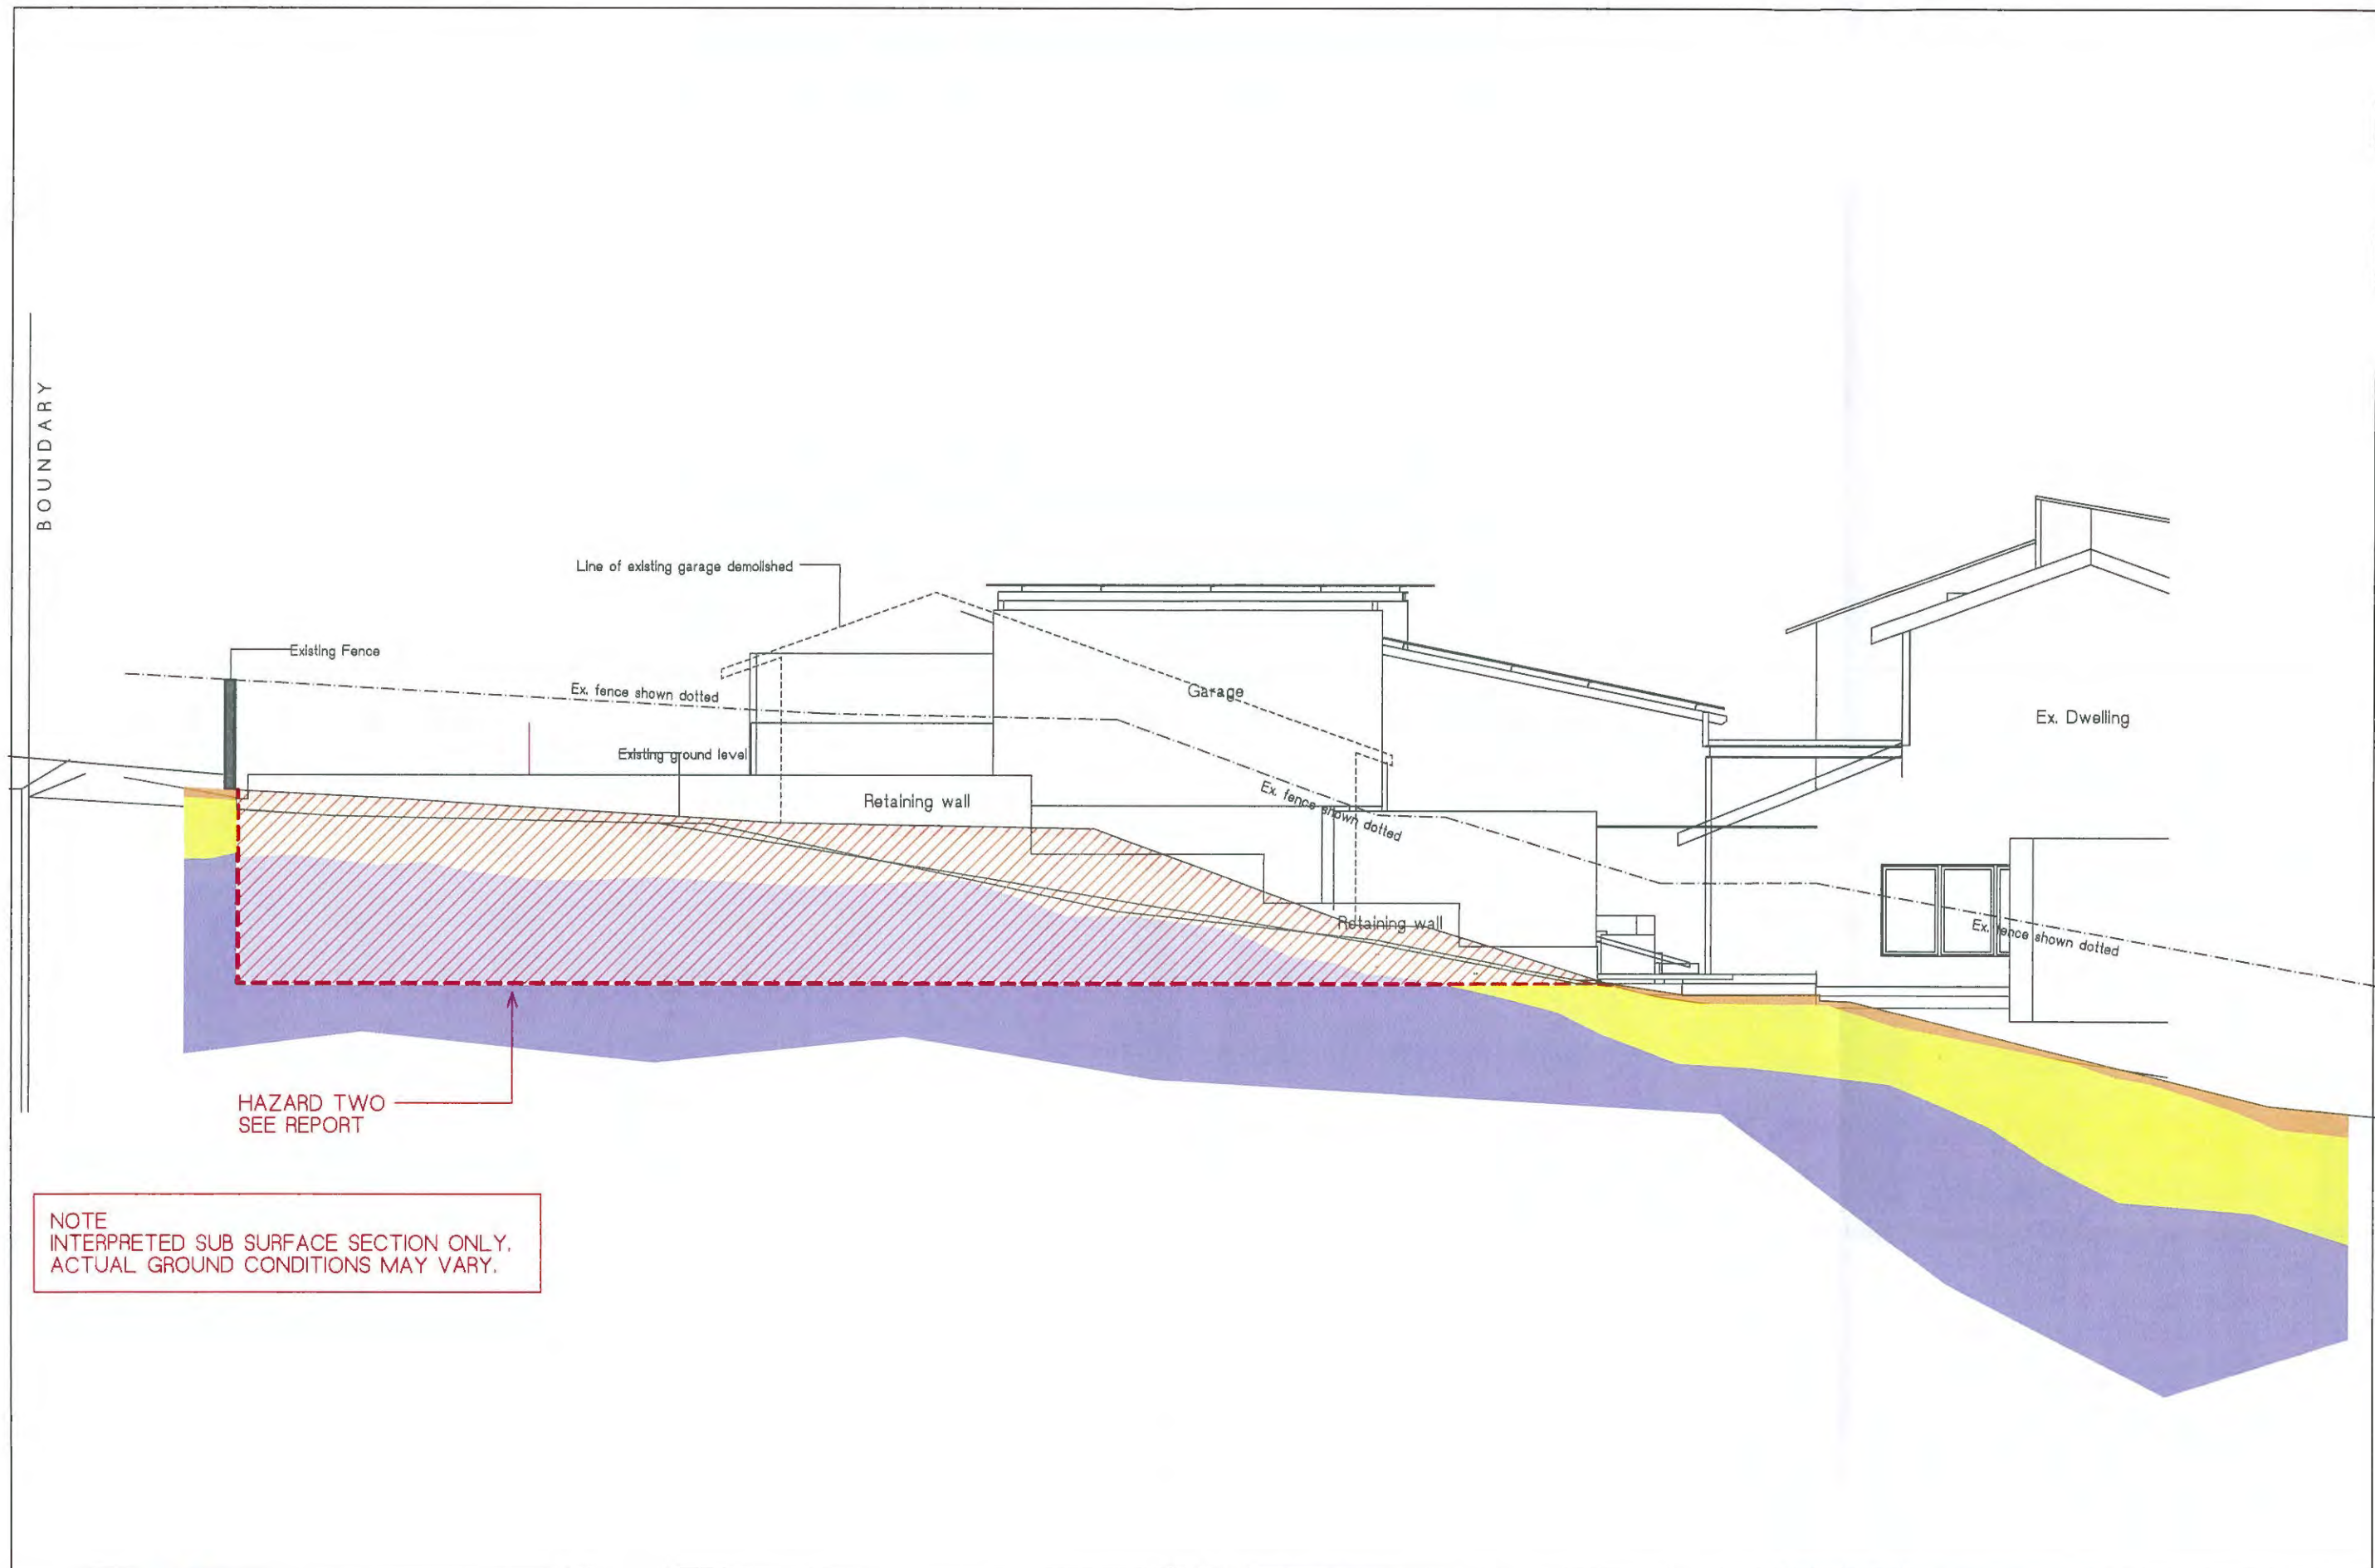 BOUNDARY
Line of existing garage demolished
Existing Fence
Ex. fence shown dotted
Garage
Ex. Dwelling
Existing ground level
Retaining wall
Ex. fence shown dotted
Retaining wall
Ex. fence shown dotted
HAZARD TWO
SEE REPORT
NOTE
INTERPRETED SUB SURFACE SECTION ONLY.
ACTUAL GROUND CONDITIONS MAY VARY.